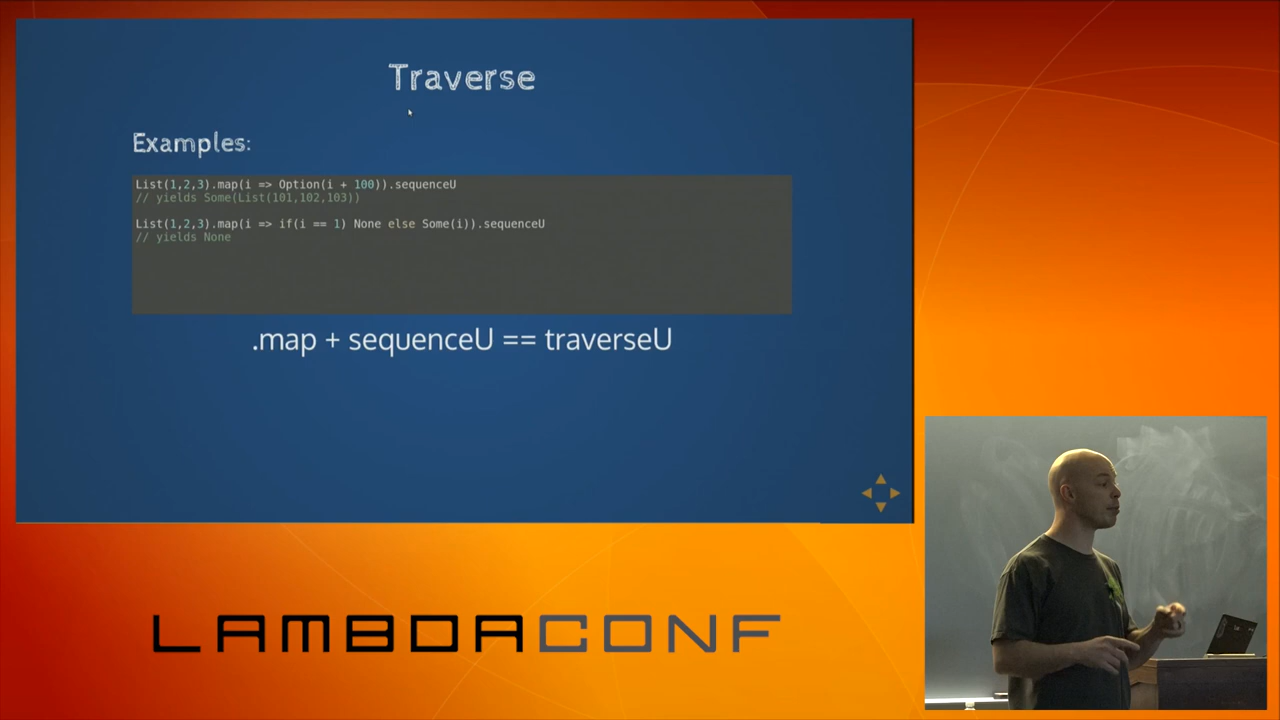 Traverse
Examples:
List(1,2,3).map(i => Option(i + 100)).sequenceU
// yields Some(List(101,102,103))
List(1,2,3).map(i => if(i == 1) None else Some(i)).sequenceU
// yields None
.map + sequenceU == traverseU
LAMBDACONF